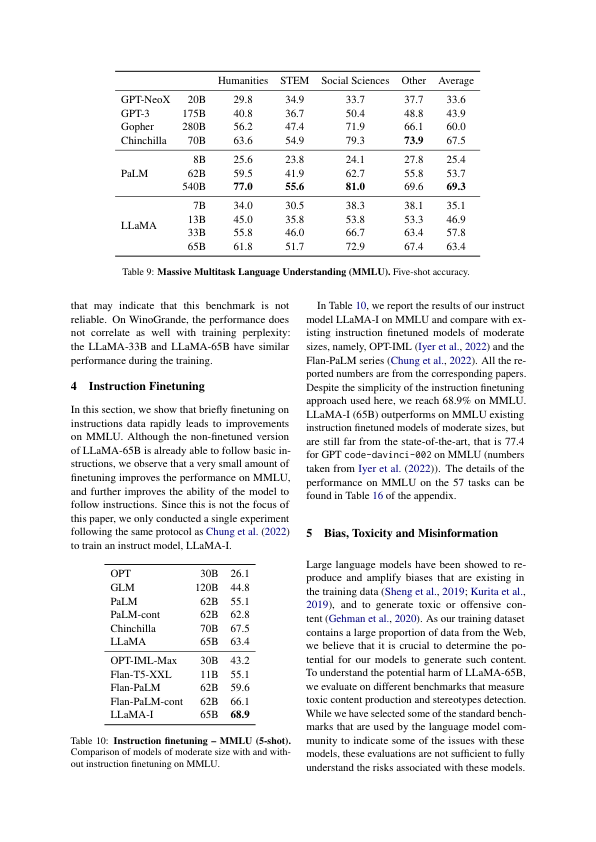 Humanities STEM Social Sciences Other Average
GPT-NeoX 20B 29.8 34.9 33.7 37.7 33.6
GPT-3 175B 40.8 36.7 50.4 48.8 43.9
Gopher 280B 56.2 47.4 71.9 66.1 60.0
Chinchilla 70B 63.6 54.9 79.3 73.9 67.5
8B 25.6 23.8 24.1 27.8 25.4
PaLM 62B 59.5 41.9 62.7 55.8 53.7
540B 77.0 55.6 81.0 69.6 69.3
7B 34.0 30.5 38.3 38.1 35.1
LLaMA 13B 45.0 35.8 53.8 53.3 46.9
33B 55.8 46.0 66.7 63.4 57.8
65B 61.8 51.7 72.9 67.4 63.4
Table 9: Massive Multitask Language Understanding (MMLU). Five-shot accuracy.
that may indicate that this benchmark is not
reliable. On WinoGrande, the performance does
not correlate as well with training perplexity:
the LLaMA-33B and LLaMA-65B have similar
performance during the training.
4 Instruction Finetuning
In this section, we show that briefly finetuning on
instructions data rapidly leads to improvements
on MMLU. Although the non-finetuned version
of LLaMA-65B is already able to follow basic in-
structions, we observe that a very small amount of
finetuning improves the performance on MMLU,
and further improves the ability of the model to
follow instructions. Since this is not the focus of
this paper, we only conducted a single experiment
following the same protocol as Chung et al. (2022)
to train an instruct model, LLaMA-I.
OPT 30B 26.1
GLM 120B 44.8
PaLM 62B 55.1
PaLM-cont 62B 62.8
Chinchilla 70B 67.5
LLaMA 65B 63.4
OPT-IML-Max 30B 43.2
Flan-T5-XXL 11B 55.1
Flan-PaLM 62B 59.6
Flan-PaLM-cont 62B 66.1
LLaMA-I 65B 68.9
Table 10: Instruction finetuning – MMLU (5-shot).
Comparison of models of moderate size with and with-
out instruction finetuning on MMLU.
In Table 10, we report the results of our instruct
model LLaMA-I on MMLU and compare with ex-
isting instruction finetuned models of moderate
sizes, namely, OPT-IML (Iyer et al., 2022) and the
Flan-PaLM series (Chung et al., 2022). All the re-
ported numbers are from the corresponding papers.
Despite the simplicity of the instruction finetuning
approach used here, we reach 68.9% on MMLU.
LLaMA-I (65B) outperforms on MMLU existing
instruction finetuned models of moderate sizes, but
are still far from the state-of-the-art, that is 77.4
for GPT code-davinci-002 on MMLU (numbers
taken from Iyer et al. (2022)). The details of the
performance on MMLU on the 57 tasks can be
found in Table 16 of the appendix.
5 Bias, Toxicity and Misinformation
Large language models have been showed to re-
produce and amplify biases that are existing in
the training data (Sheng et al., 2019; Kurita et al.,
2019), and to generate toxic or offensive con-
tent (Gehman et al., 2020). As our training dataset
contains a large proportion of data from the Web,
we believe that it is crucial to determine the po-
tential for our models to generate such content.
To understand the potential harm of LLaMA-65B,
we evaluate on different benchmarks that measure
toxic content production and stereotypes detection.
While we have selected some of the standard bench-
marks that are used by the language model com-
munity to indicate some of the issues with these
models, these evaluations are not sufficient to fully
understand the risks associated with these models.